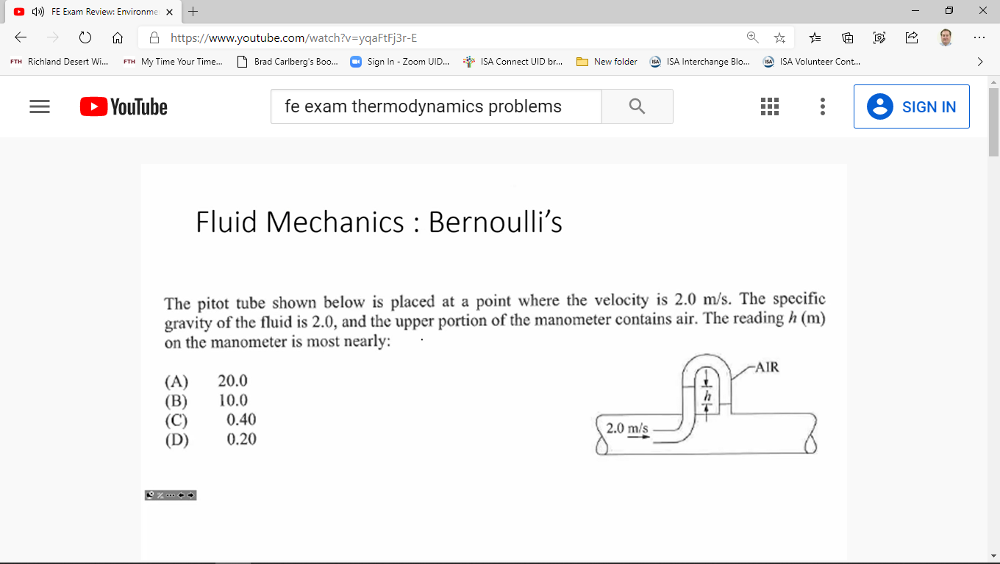 FE Exam Review: Environme
https://www.youtube.com/watch?v=yqaFtFj3r-E
FTH Richland Desert Wi... FTH My Time Your Time... Brad Carlberg's Boo... Sign In - Zoom UID... ISA Connect UID br... New folder ISA ISA Interchange Blo... ISA ISA Volunteer Cont...
YouTube fe exam thermodynamics problems SIGN IN
Fluid Mechanics : Bernoulli's
The pitot tube shown below is placed at a point where the velocity is 2.0 m/s. The specific
gravity of the fluid is 2.0, and the upper portion of the manometer contains air. The reading h (m)
on the manometer is most nearly:
(A) 20.0
(B) 10.0
(C) 0.40
(D) 0.20
AIR
h
2.0 m/s